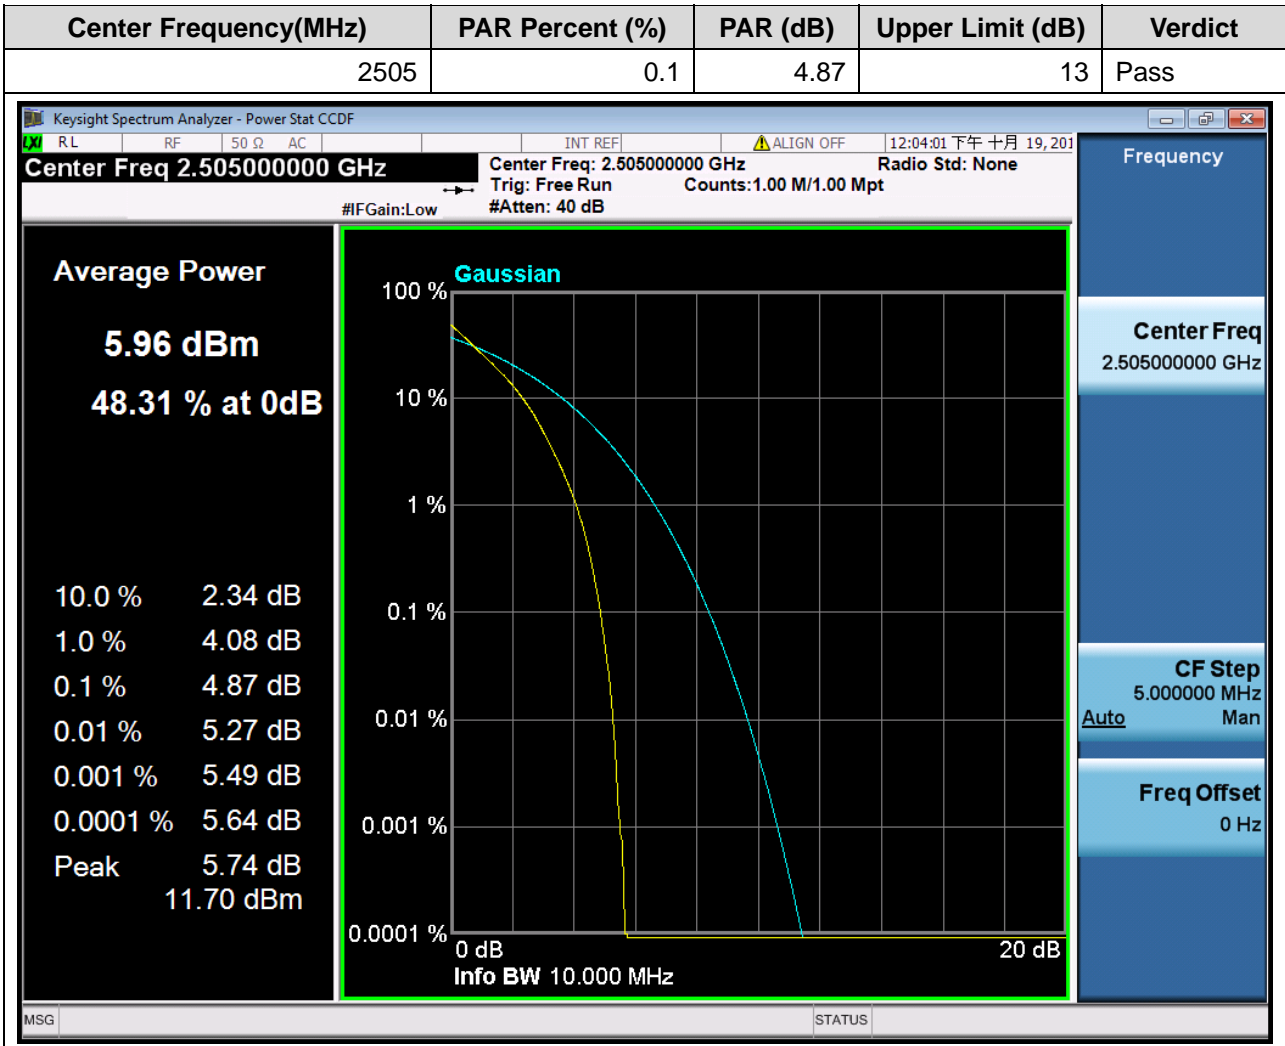 Center Frequency(MHz) PAR Percent (%) PAR (dB) Upper Limit (dB) Verdict
2505 0.1 4.87 13 Pass
Keysight Spectrum Analyzer - Power Stat CCDF
LXI RL RF 50 Ω AC INT REF ALIGN OFF 12:04:01 下午 十月 19, 201
Center Freq 2.505000000 GHz
Center Freq: 2.505000000 GHz Radio Std: None
Trig: Free Run Counts:1.00 M/1.00 Mpt
#IFGain:Low #Atten: 40 dB
Average Power
5.96 dBm
48.31 % at 0dB
10.0 % 2.34 dB
1.0 % 4.08 dB
0.1 % 4.87 dB
0.01 % 5.27 dB
0.001 % 5.49 dB
0.0001 % 5.64 dB
Peak 5.74 dB
11.70 dBm
Gaussian
100 %
10 %
1 %
0.1 %
0.01 %
0.001 %
0.0001 %
0 dB 20 dB
Info BW 10.000 MHz
Frequency
Center Freq
2.505000000 GHz
CF Step
5.000000 MHz
Auto Man
Freq Offset
0 Hz
MSG STATUS